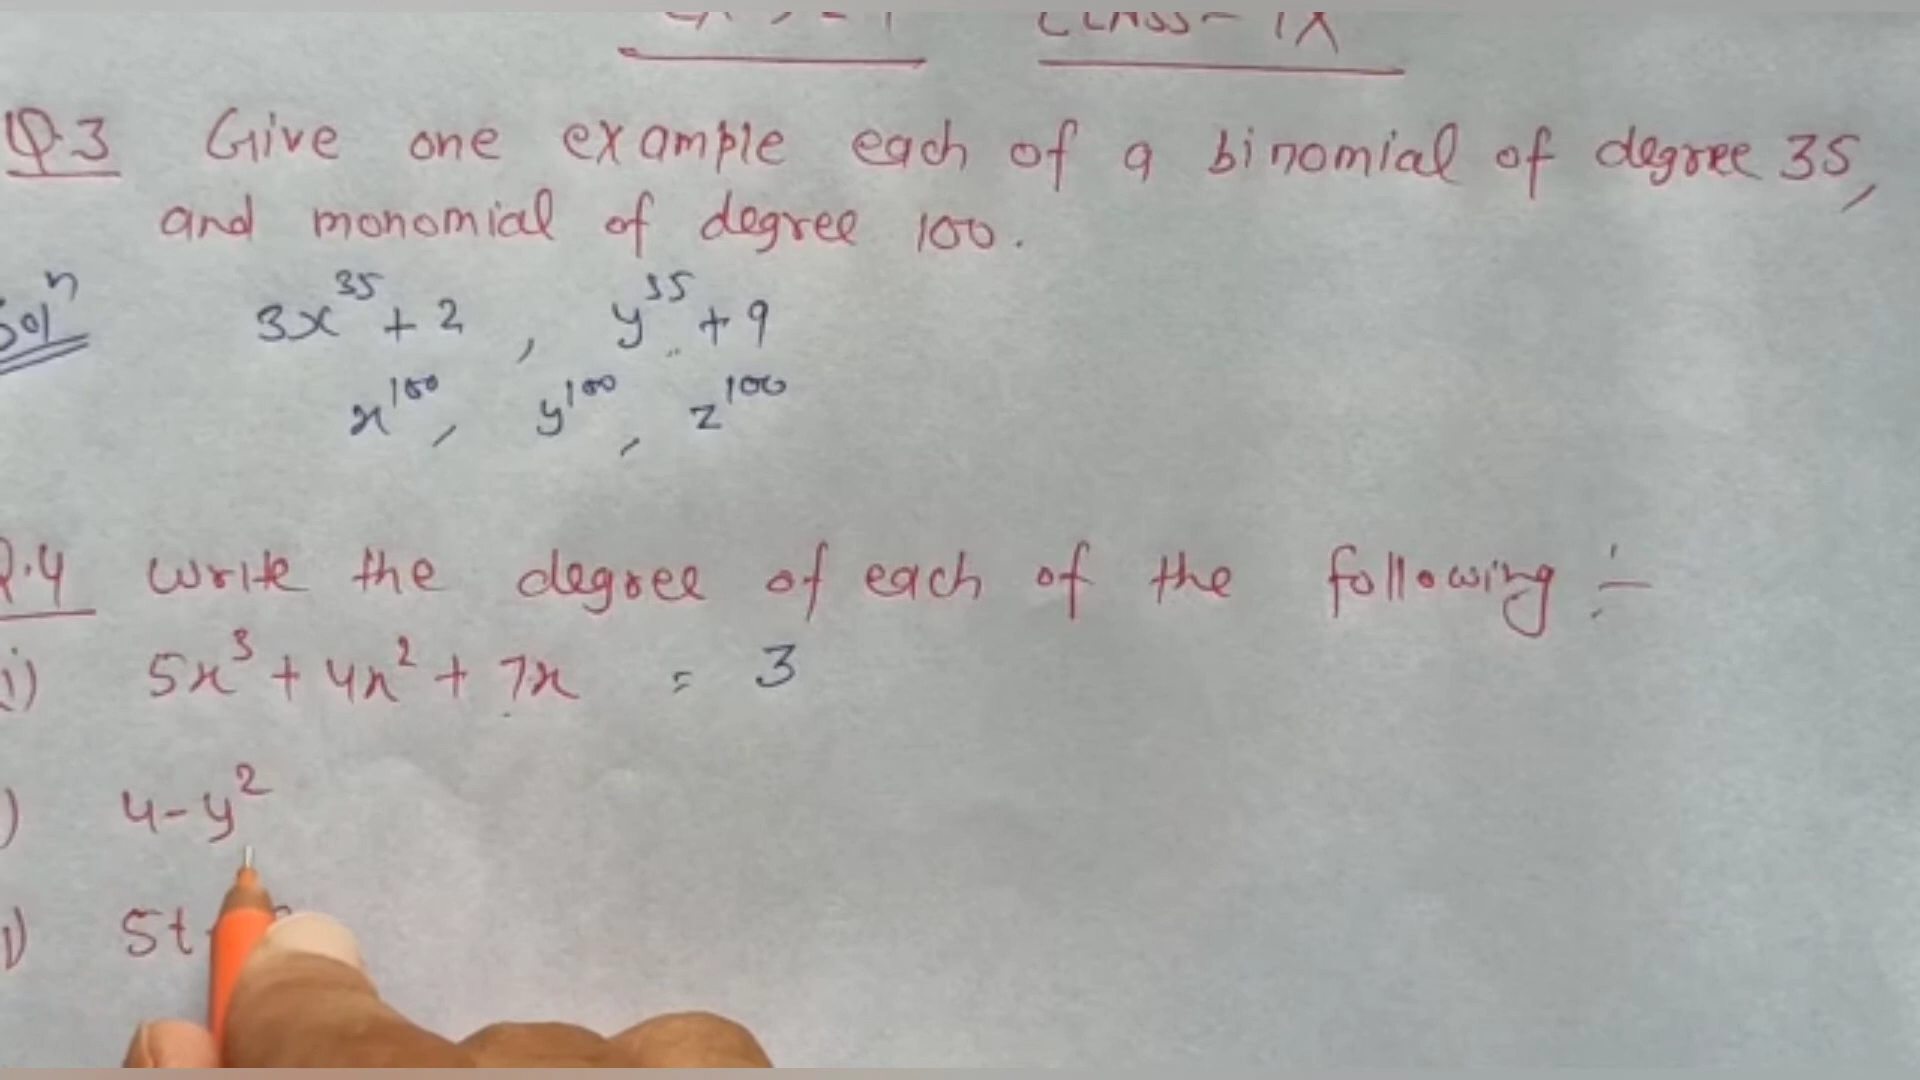 CLASS - IX
Q.3 Give one example each of a binomial of degree 35,
and monomial of degree 100.
Solⁿ 3x³⁵ + 2 , y³⁵ + 9
x¹⁰⁰, y¹⁰⁰, z¹⁰⁰
Q.4 Write the degree of each of the following :-
i) 5x³ + 4x² + 7x = 3
) 4 - y²
) 5t